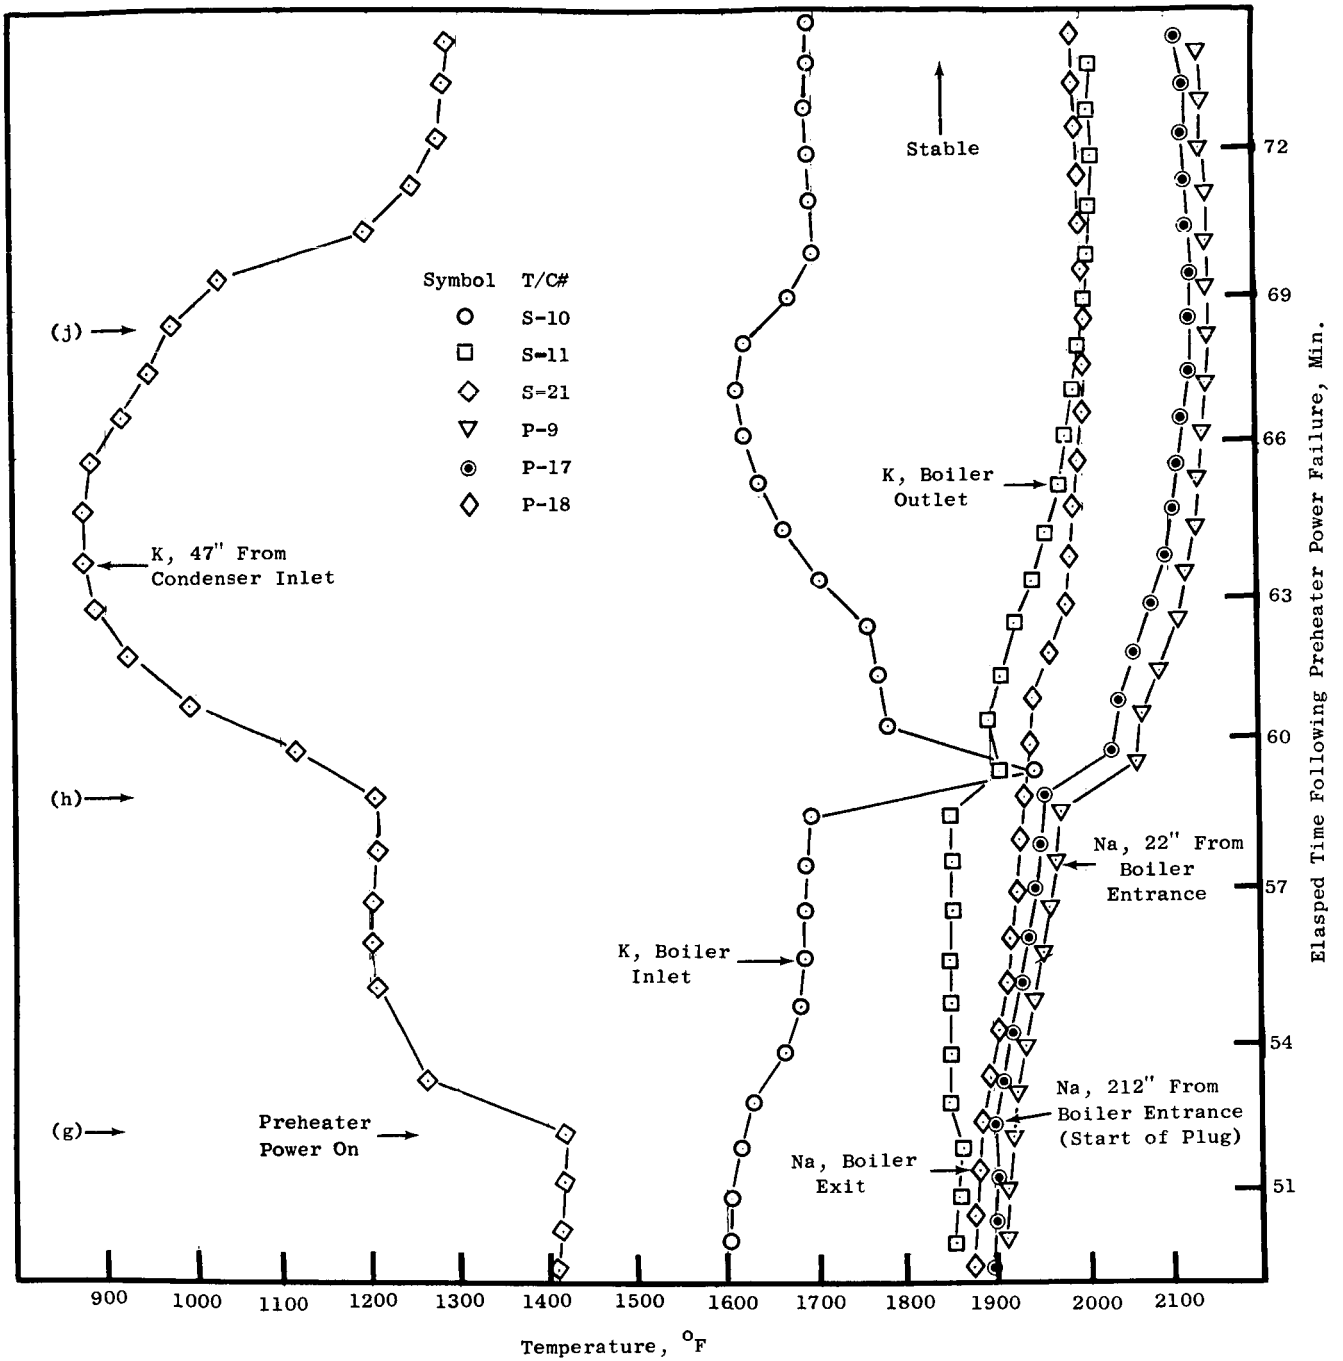 Stable
72
Symbol T/C#
S-10
S-11
S=21
P-9
P-17
P-18
69
(j)
66
K, Boiler
Outlet
K, 47" From
Condenser Inlet
63
60
(h)
Na, 22" From
Boiler
Entrance
57
K, Boiler
Inlet
54
Na, 212" From
Boiler Entrance
(Start of Plug)
(g)
Preheater
Power On
Na, Boiler
Exit
51
900 1000 1100 1200 1300 1400 1500 1600 1700 1800 1900 2000 2100
Temperature, °F
Elasped Time Following Preheater Power Failure, Min.